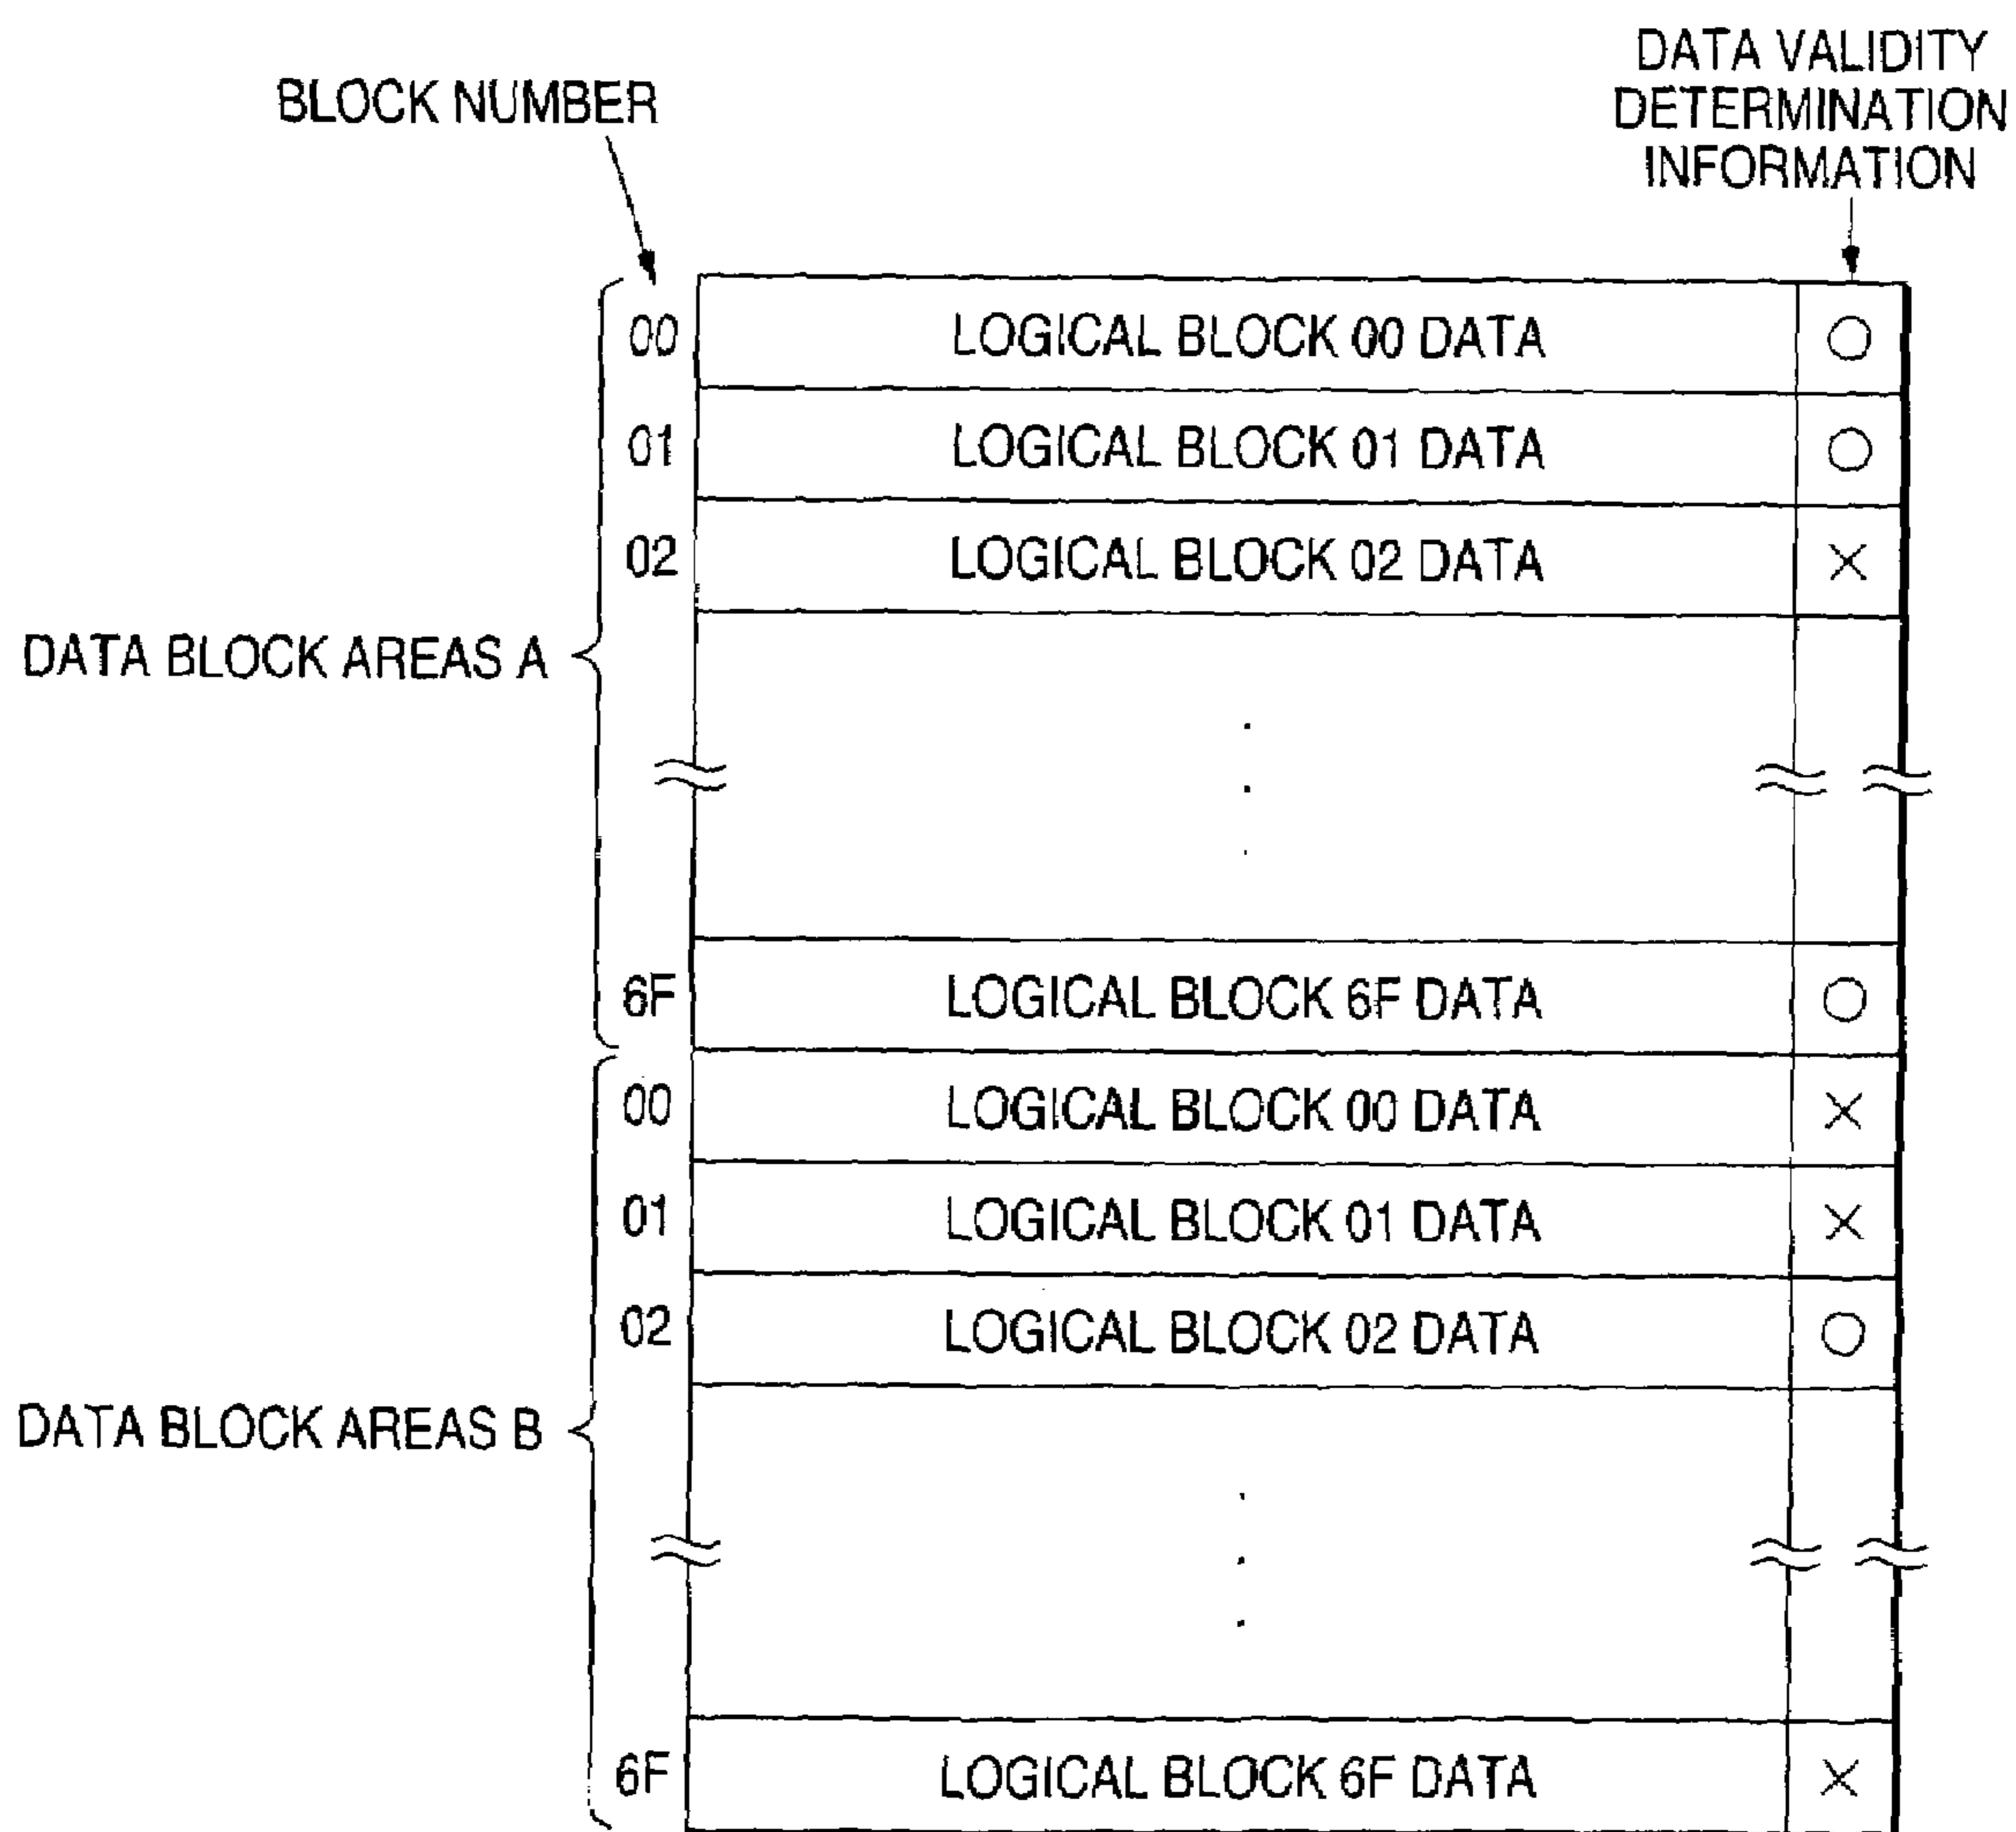 DATA VALIDITY
DETERMINATION
INFORMATION
BLOCK NUMBER
00 LOGICAL BLOCK 00 DATA ○
01 LOGICAL BLOCK 01 DATA ○
02 LOGICAL BLOCK 02 DATA ×
DATA BLOCK AREAS A
6F LOGICAL BLOCK 6F DATA ○
00 LOGICAL BLOCK 00 DATA ×
01 LOGICAL BLOCK 01 DATA ×
02 LOGICAL BLOCK 02 DATA ○
DATA BLOCK AREAS B
6F LOGICAL BLOCK 6F DATA ×